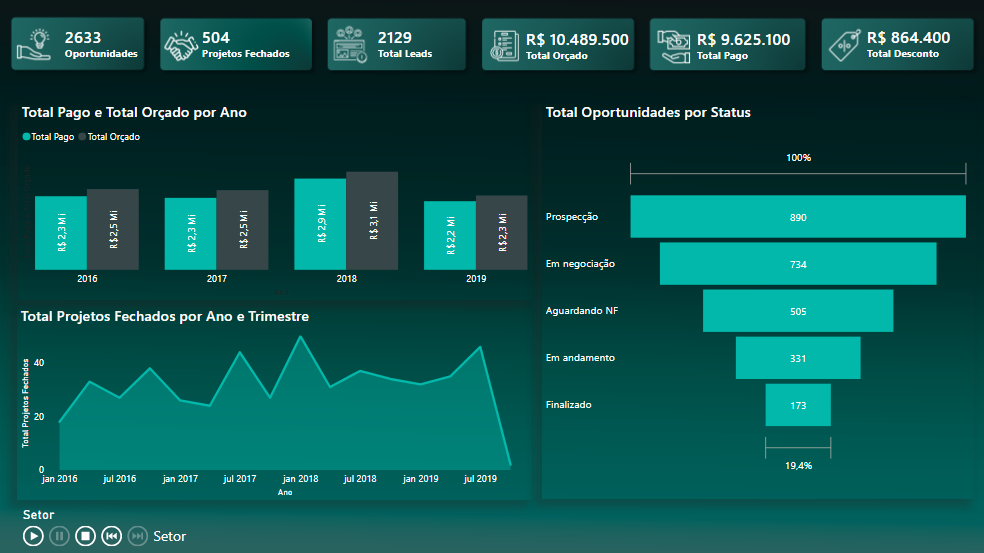 2633
Oportunidades
504
Projetos Fechados
2129
Total Leads
R$ 10.489.500
Total Orçado
R$ 9.625.100
Total Pago
R$ 864.400
Total Desconto
Total Pago e Total Orçado por Ano
Total Pago Total Orçado
R$ 2,3 Mi
R$ 2,5 Mi
R$ 2,3 Mi
R$ 2,5 Mi
R$ 2,9 Mi
R$ 3,1 Mi
R$ 2,2 Mi
R$ 2,3 Mi
2016 2017 2018 2019
Total Projetos Fechados por Ano e Trimestre
Total Projetos Fechados
40
20
0
jan 2016 jul 2016 jan 2017 jul 2017 jan 2018 jul 2018 jan 2019 jul 2019
Ano
Total Oportunidades por Status
100%
Prospecção 890
Em negociação 734
Aguardando NF 505
Em andamento 331
Finalizado 173
19,4%
Setor
Setor